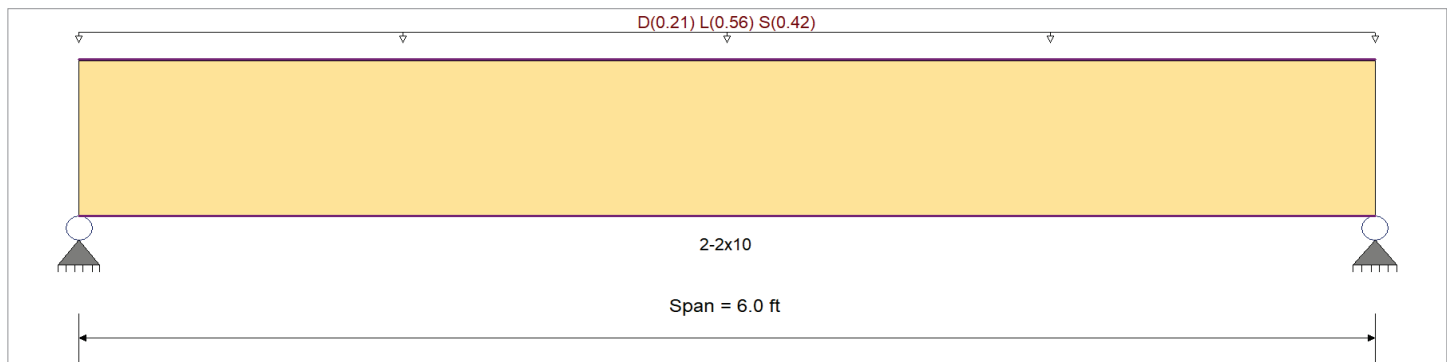 D(0.21) L(0.56) S(0.42)
2-2x10
Span = 6.0 ft